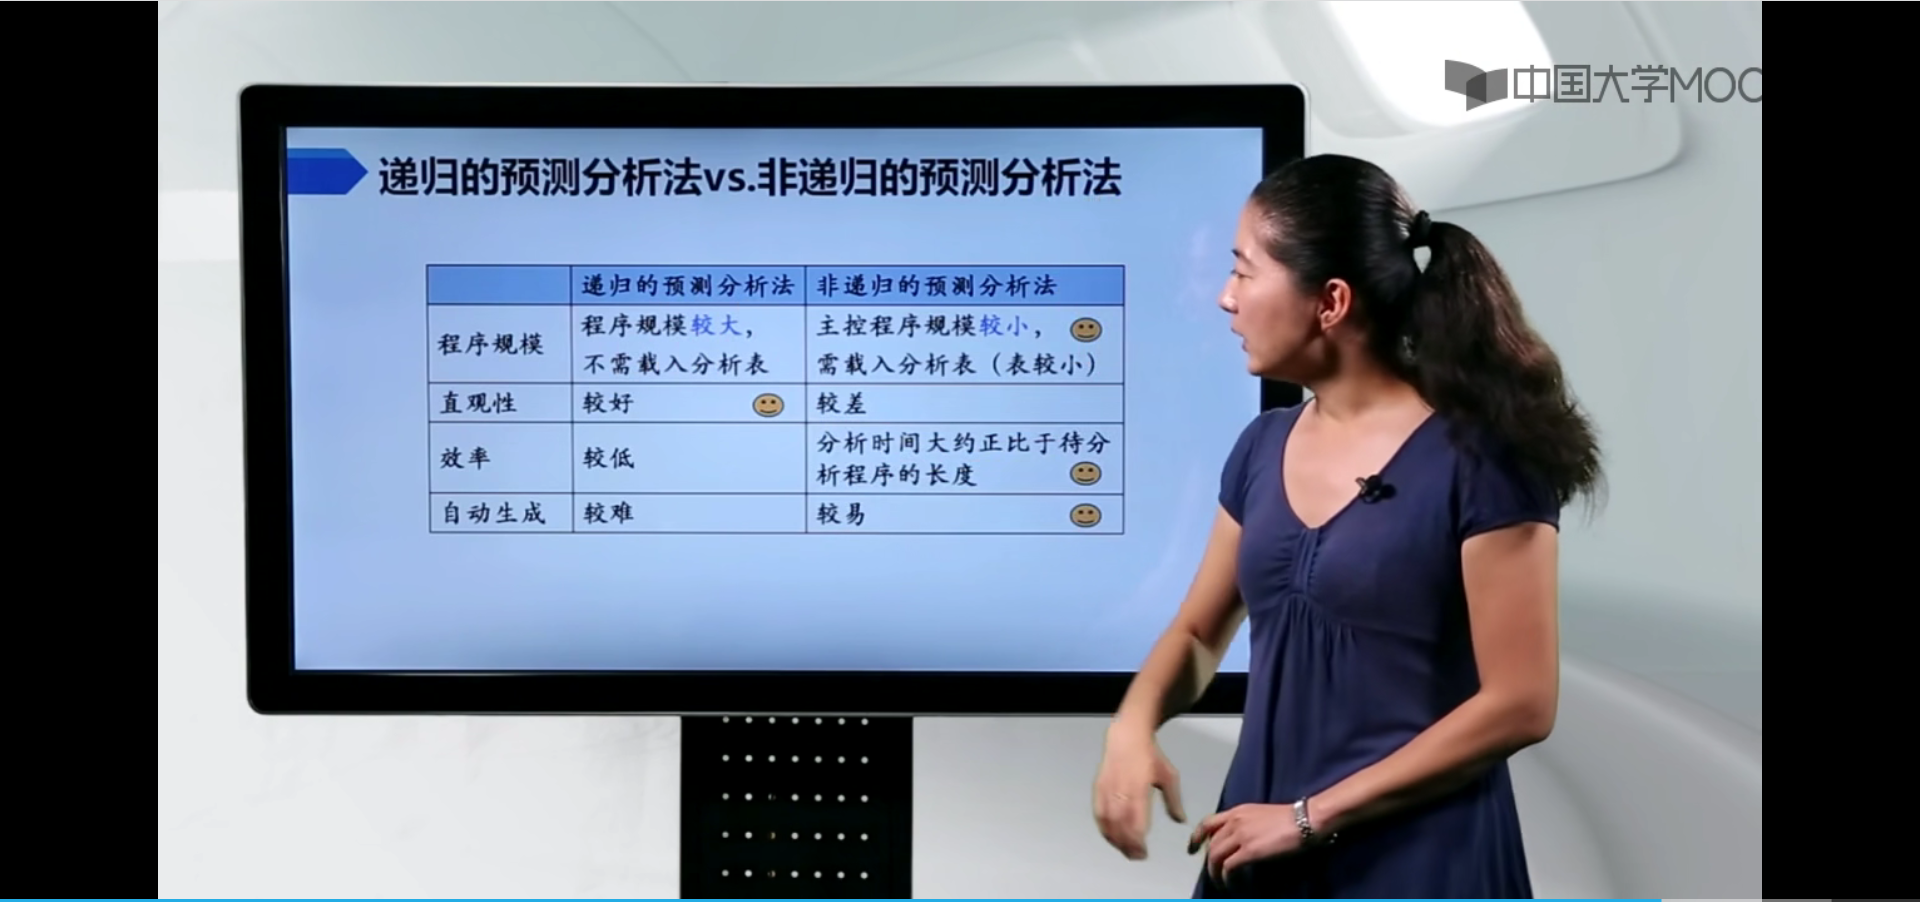 中国大学MOC
递归的预测分析法vs.非递归的预测分析法
递归的预测分析法 非递归的预测分析法
程序规模 程序规模较大, 不需载入分析表 主控程序规模较小, 需载入分析表(表较小)
直观性 较好 较差
效率 较低 分析时间大约正比于待分析程序的长度
自动生成 较难 较易